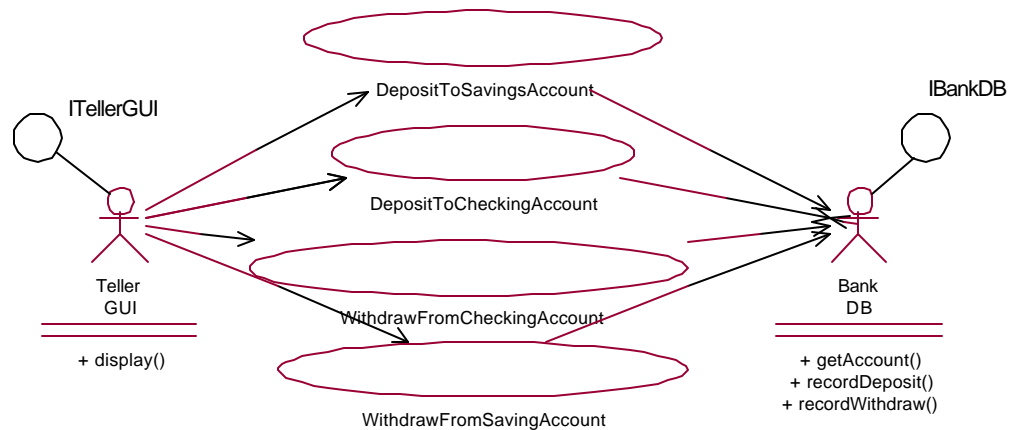 DepositToSavingsAccount
ITellerGUI
IBankDB
DepositToCheckingAccount
Teller
GUI
+ display()
WithdrawFromCheckingAccount
Bank
DB
+ getAccount()
+ recordDeposit()
+ recordWithdraw()
WithdrawFromSavingAccount